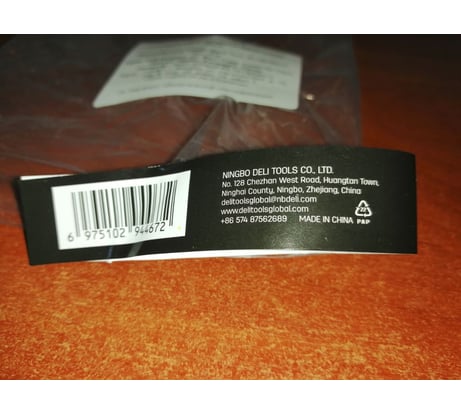 NINGBO DELI TOOLS CO., LTD.
No. 128 Chezhan West Road, Huangtan Town,
Ninghai County, Ningbo, Zhejiang, China
delitoolsglobal@nbdeli.com
www.delitoolsglobal.com
+86 574 87562689 MADE IN CHINA PAP
6 975102 944672